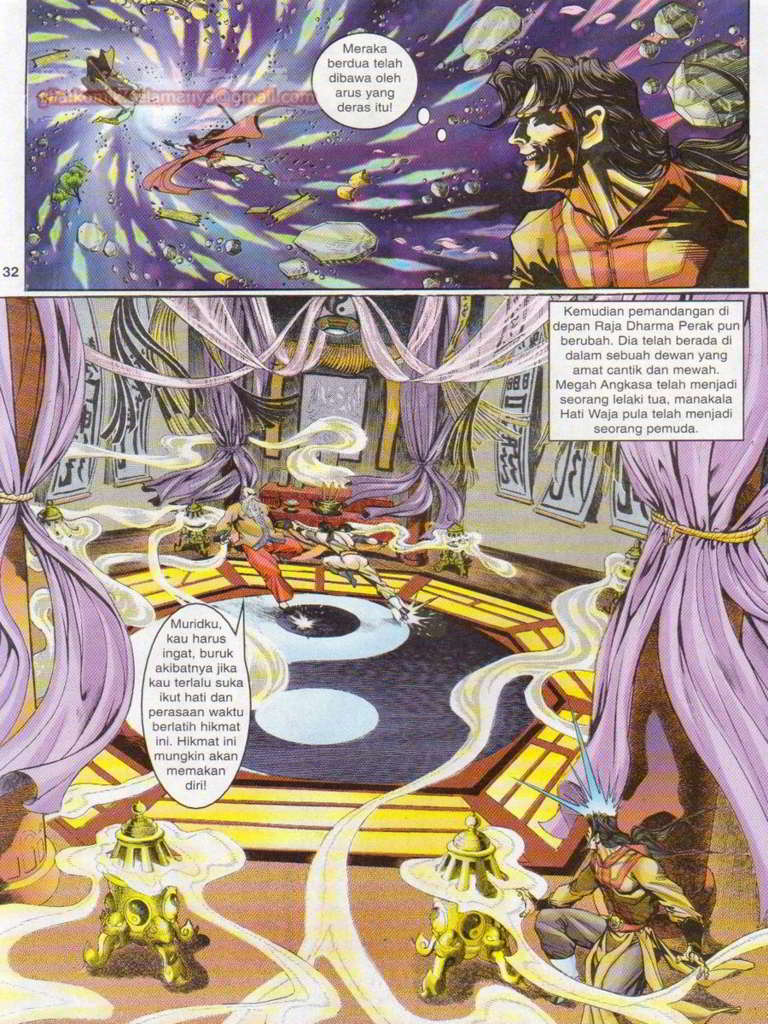 Meraka
berdua telah
dibawa oleh
arus yang
deras itu!
32
Kemudian pemandangan di
depan Raja Dharma Perak pun
berubah. Dia telah berada di
dalam sebuah dewan yang
amat cantik dan mewah.
Megah Angkasa telah menjadi
seorang lelaki tua, manakala
Hati Waja pula telah menjadi
seorang pemuda.
Muridku,
kau harus
ingat, buruk
akibatnya jika
kau terlalu suka
ikut hati dan
perasaan waktu
berlatih hikmat
ini. Hikmat ini
mungkin akan
memakan
diri!